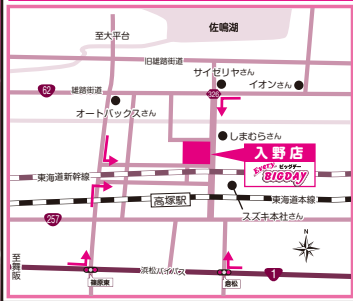 佐鳴湖
至大平台
旧雄踏街道
サイゼリヤさん
62
雄踏街道
イオンさん
326
オートバックスさん
しまむらさん
入野店
Every
ビッグデー
BIGDAY
東海道新幹線
高塚駅
東海道本線
スズキ本社さん
257
N
至舞阪
浜松バイパス
1
篠原東
倉松